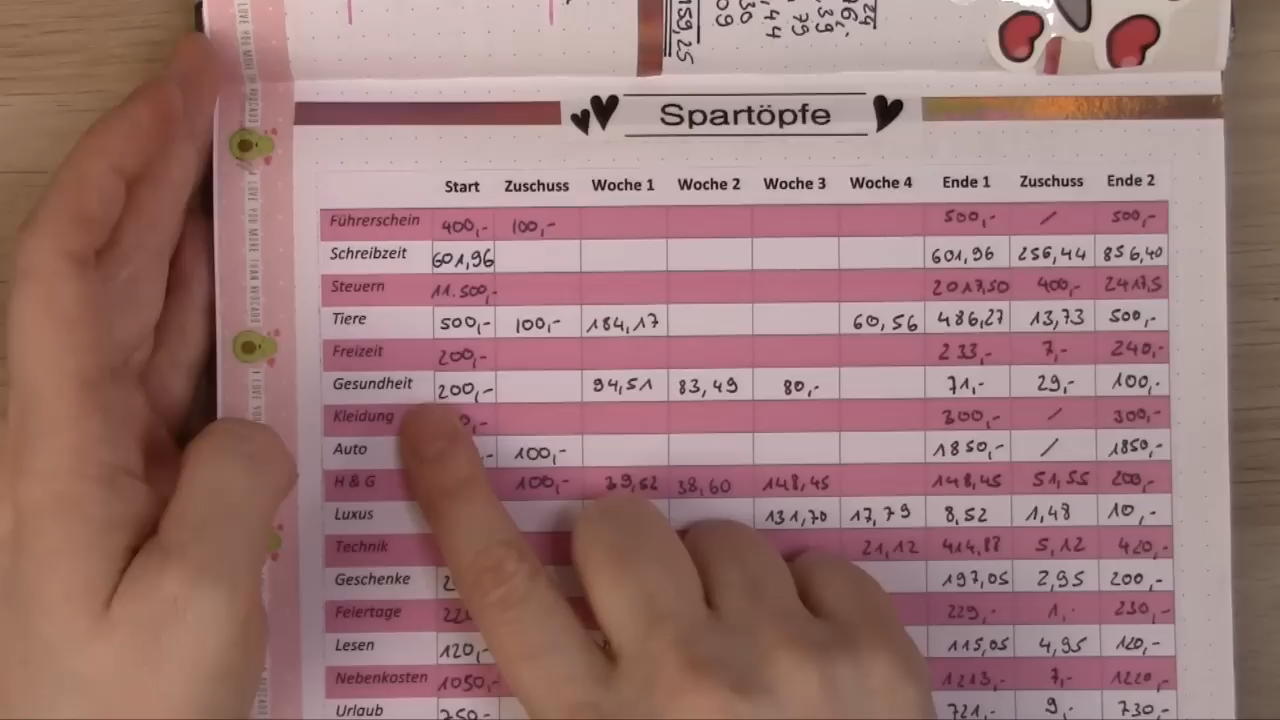 159,25
Spartöpfe
Start Zuschuss Woche 1 Woche 2 Woche 3 Woche 4 Ende 1 Zuschuss Ende 2
Führerschein 400,- 100,- 500,- / 500,-
Schreibzeit 601,96 601,96 256,44 856,40
Steuern 11.500,- 2017,50 400,- 2417,5
Tiere 500,- 100,- 184,17 60,56 486,27 13,73 500,-
Freizeit 200,- 233,- 7,- 240,-
Gesundheit 200,- 94,51 83,49 80,- 71,- 29,- 100,-
Kleidung 300,- / 300,-
Auto 100,- 1850,- / 1850,-
H & G 100,- 39,62 38,60 148,45 148,45 51,55 200,-
Luxus 131,70 17,79 8,52 1,48 10,-
Technik 21,12 414,88 5,12 420,-
Geschenke 197,05 2,95 200,-
Feiertage 229,- 1,- 230,-
Lesen 120,- 115,05 4,95 120,-
Nebenkosten 1050,- 1213,- 7,- 1220,-
Urlaub 750,- 721,- 9,- 730,-